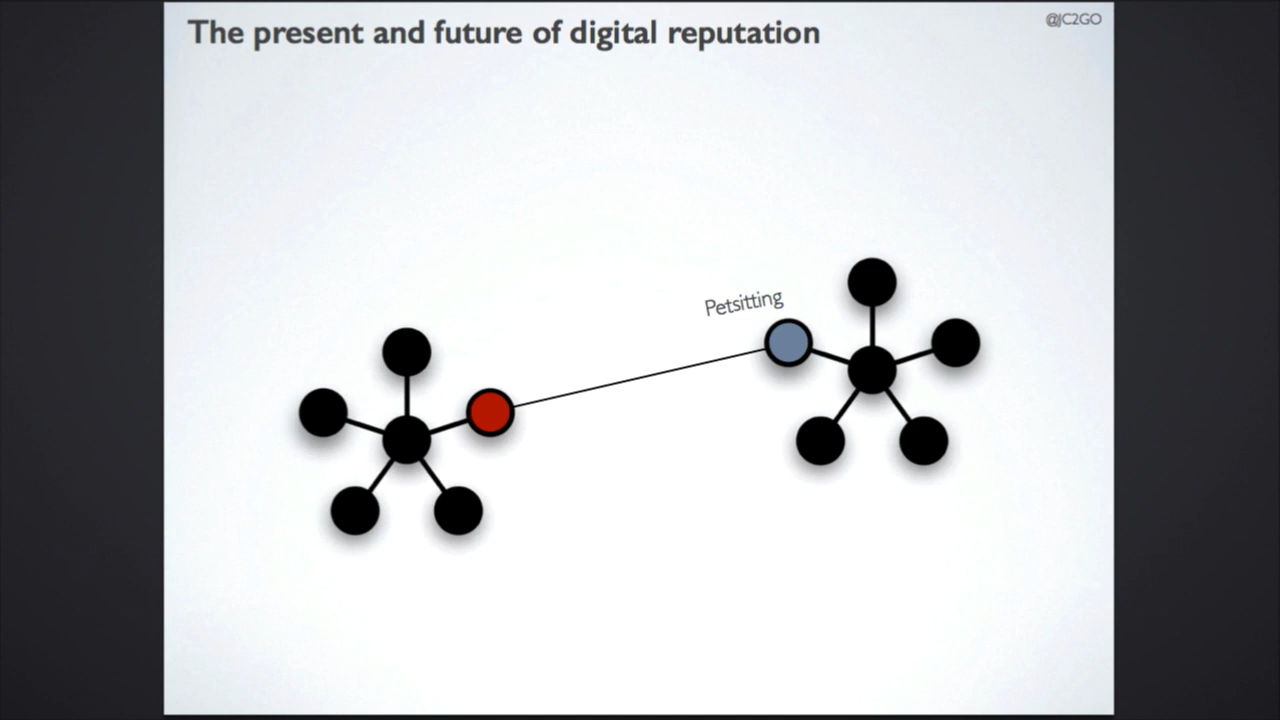 The present and future of digital reputation
@JC2GO
Petsitting